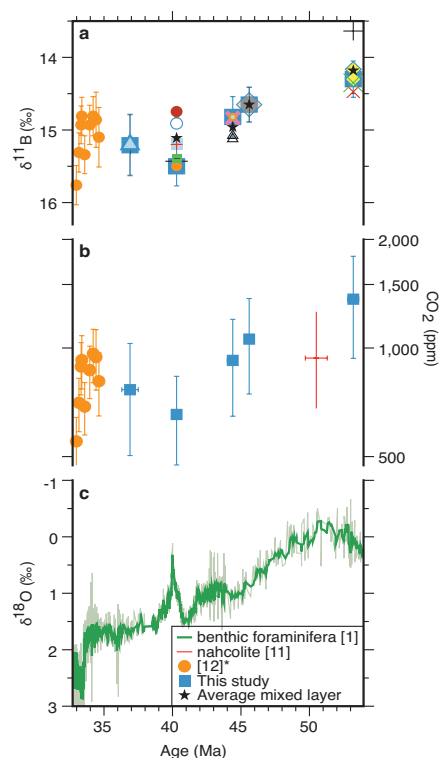 a
14
15
16
δ¹¹B (‰)
b
2,000
1,500
1,000
500
CO₂ (ppm)
c
-1
0
1
2
3
δ¹⁸O (‰)
benthic foraminifera [1]
nahcolite [11]
[12]*
This study
Average mixed layer
35 40 45 50
Age (Ma)